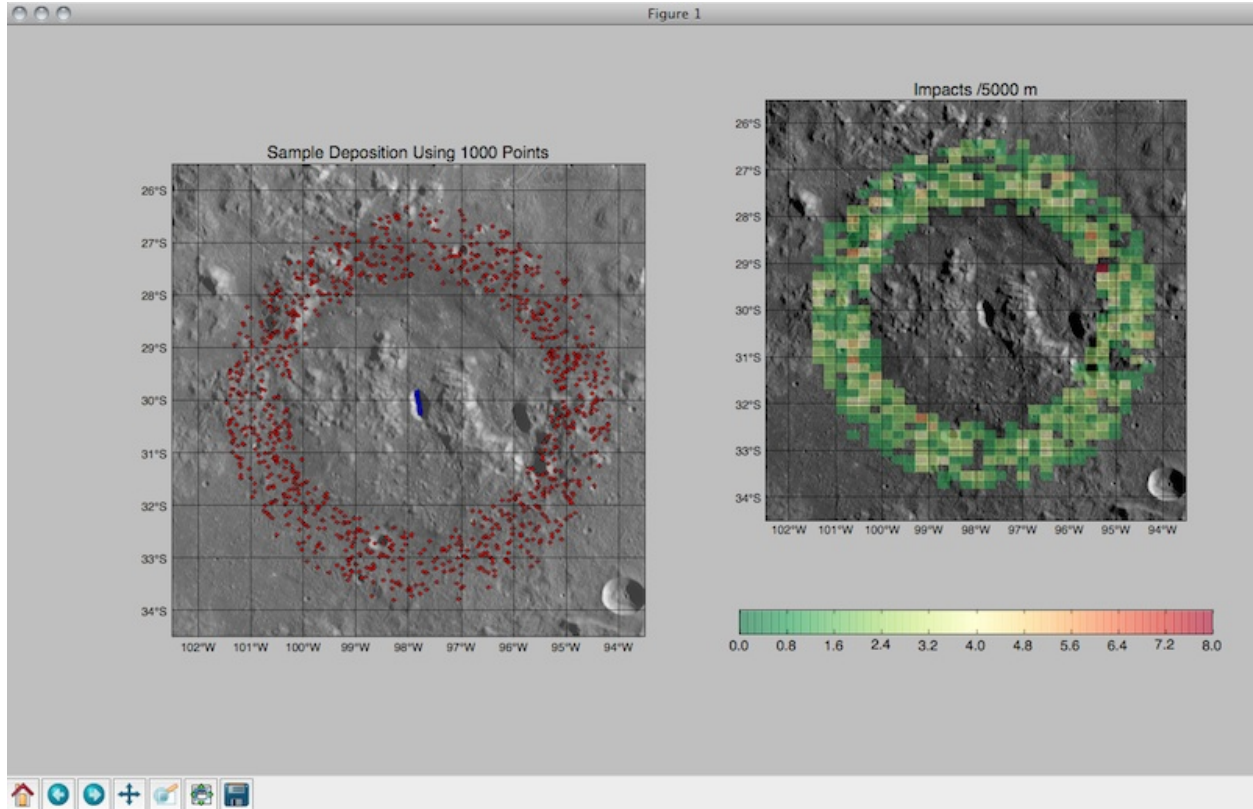 Figure 1
Sample Deposition Using 1000 Points
26°S
27°S
28°S
29°S
30°S
31°S
32°S
33°S
34°S
102°W 101°W 100°W 99°W 98°W 97°W 96°W 95°W 94°W
Impacts /5000 m
26°S
27°S
28°S
29°S
30°S
31°S
32°S
33°S
34°S
102°W 101°W 100°W 99°W 98°W 97°W 96°W 95°W 94°W
0.0 0.8 1.6 2.4 3.2 4.0 4.8 5.6 6.4 7.2 8.0